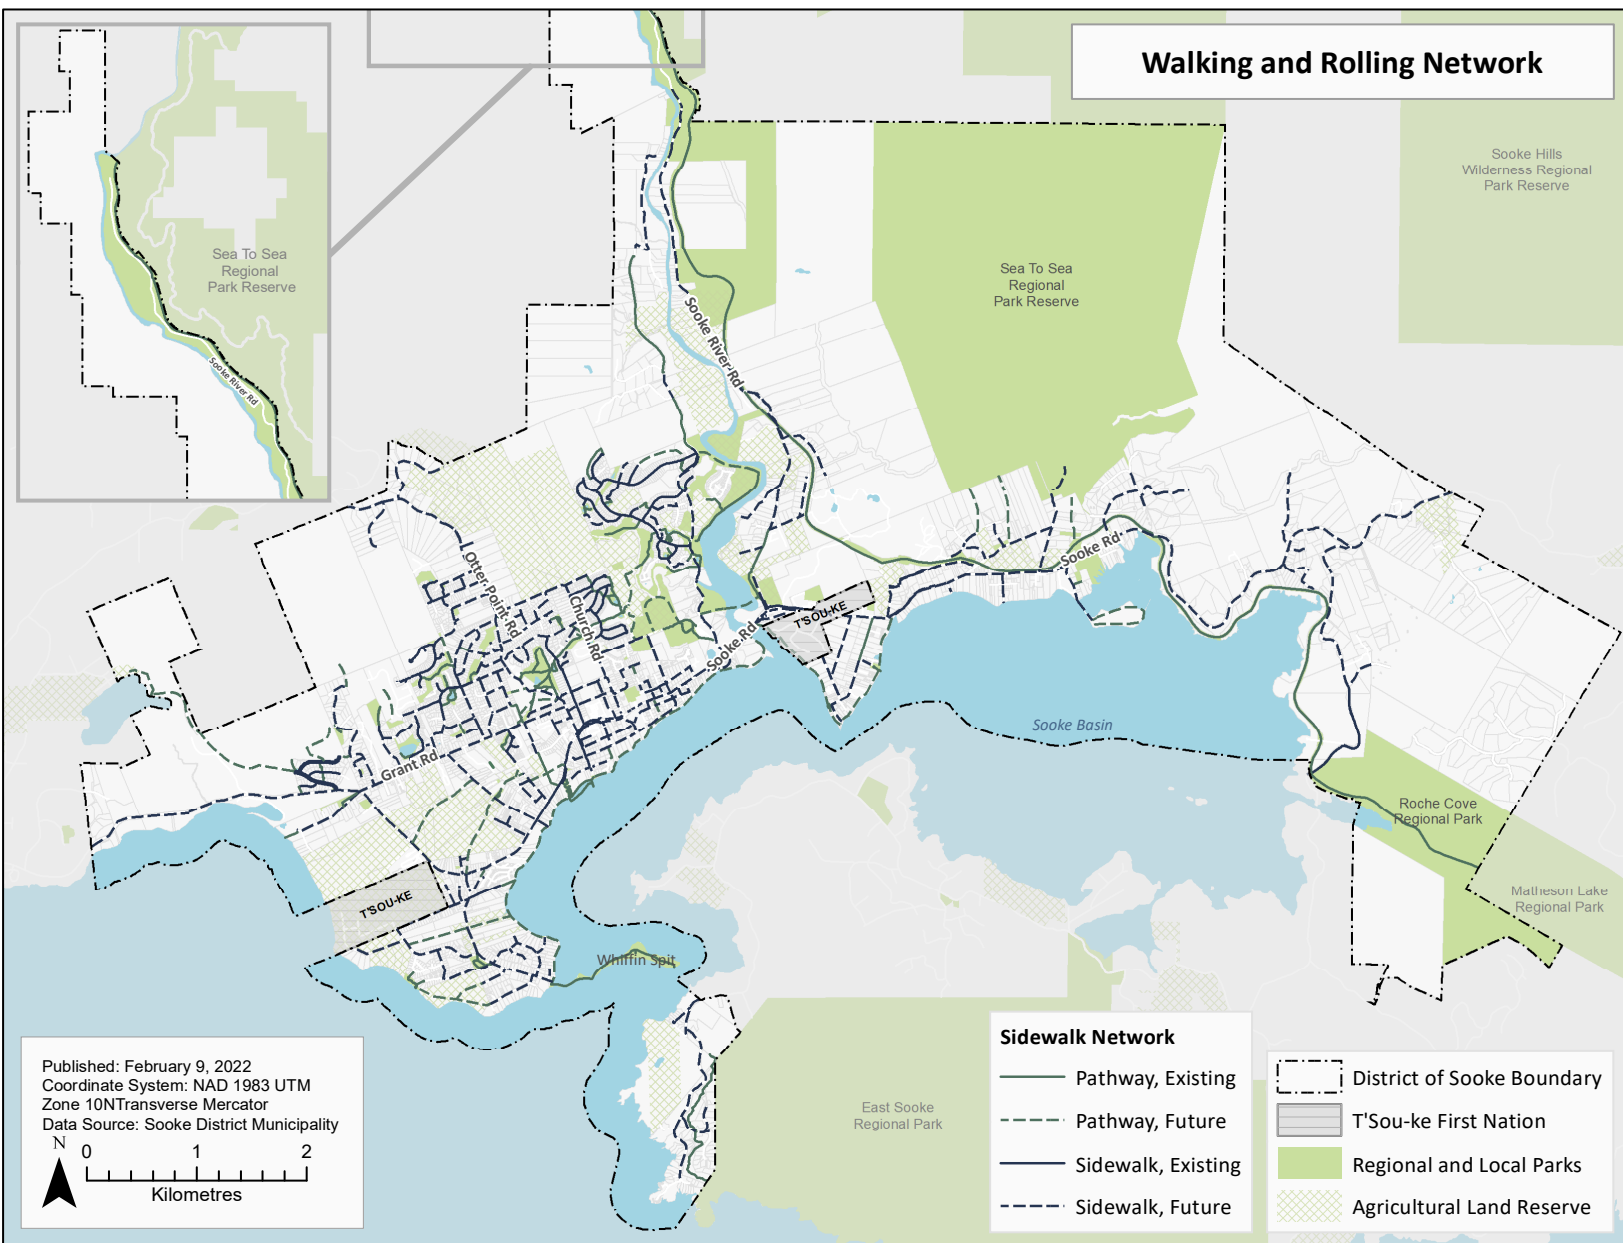 Walking and Rolling Network
Sooke Hills
Wilderness Regional
Park Reserve
Sea To Sea
Regional
Park Reserve
Sooke River Rd
Sea To Sea
Regional
Park Reserve
Sooke River Rd
Sooke Rd
Otter Point Rd
Church Rd
T'SOU-KE
Sooke Rd
Sooke Basin
Grant Rd
Roche Cove
Regional Park
Matheson Lake
Regional Park
T'SOU-KE
Whiffin Spit
East Sooke
Regional Park
Published: February 9, 2022
Coordinate System: NAD 1983 UTM
Zone 10NTransverse Mercator
Data Source: Sooke District Municipality
N
0 1 2
Kilometres
Sidewalk Network
Pathway, Existing
Pathway, Future
Sidewalk, Existing
Sidewalk, Future
District of Sooke Boundary
T'Sou-ke First Nation
Regional and Local Parks
Agricultural Land Reserve